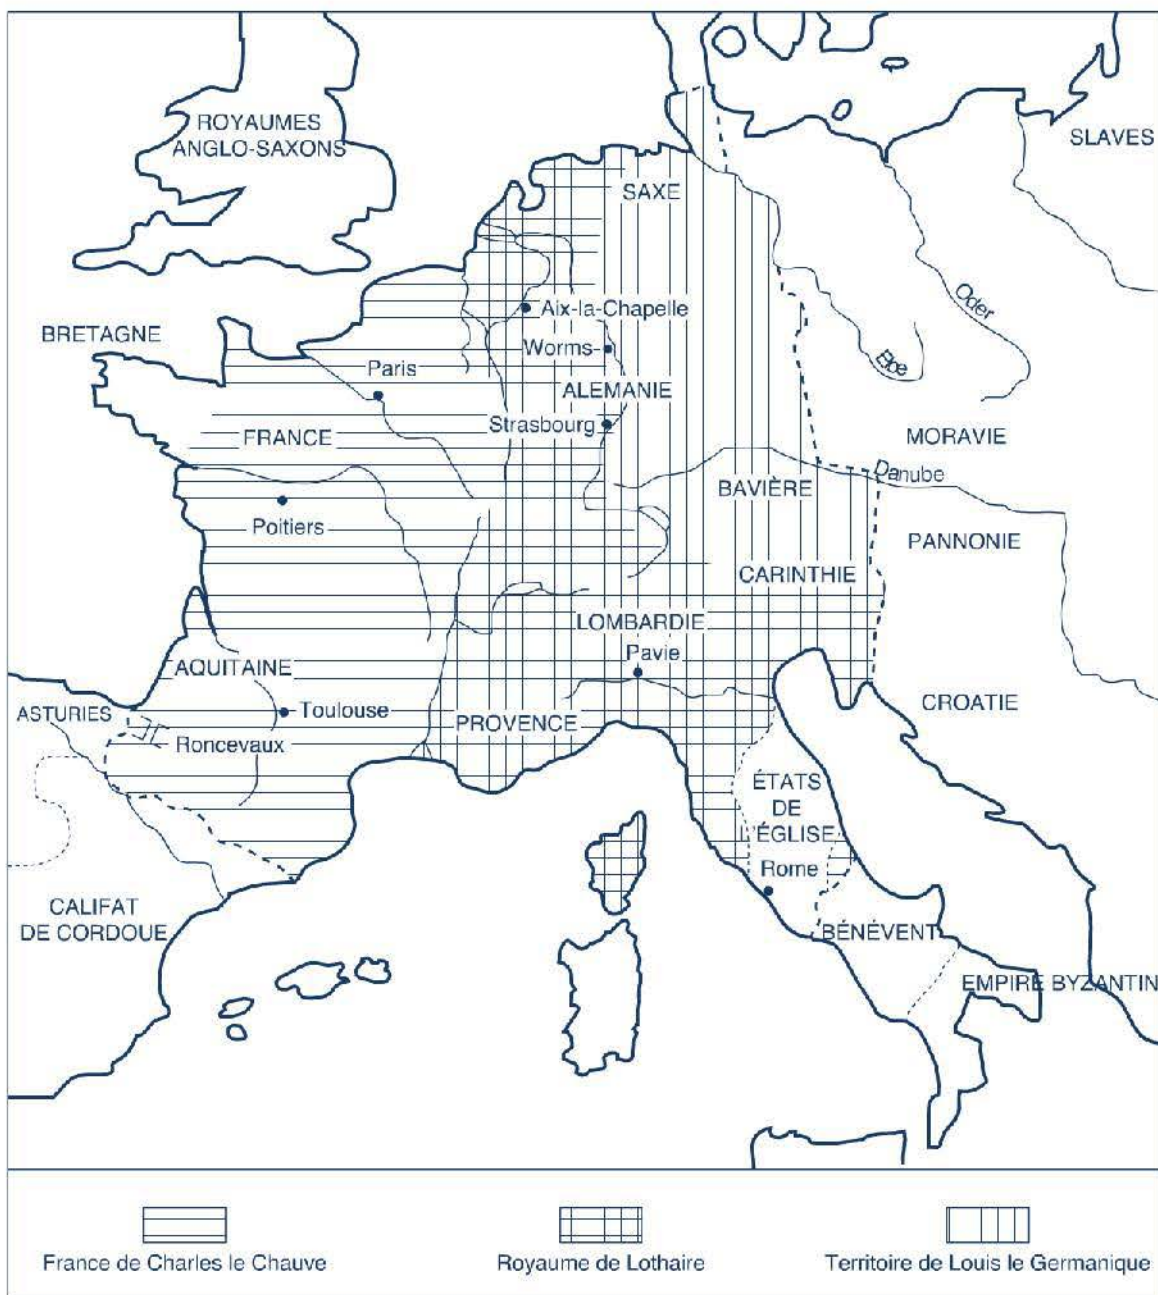 ROYAUMES
ANGLO-SAXONS
SLAVES
SAXE
Oder
Aix-la-Chapelle
BRETAGNE
Worms
Elbe
Paris
ALEMANIE
Strasbourg
FRANCE
MORAVIE
Danube
BAVIÈRE
Poitiers
PANNONIE
CARINTHIE
LOMBARDIE
Pavie
AQUITAINE
CROATIE
ASTURIES
Toulouse
PROVENCE
Roncevaux
ÉTATS
DE
L'ÉGLISE
Rome
CALIFAT
DE CORDOUE
BÉNÉVENT
EMPIRE BYZANTIN
France de Charles le Chauve
Royaume de Lothaire
Territoire de Louis le Germanique